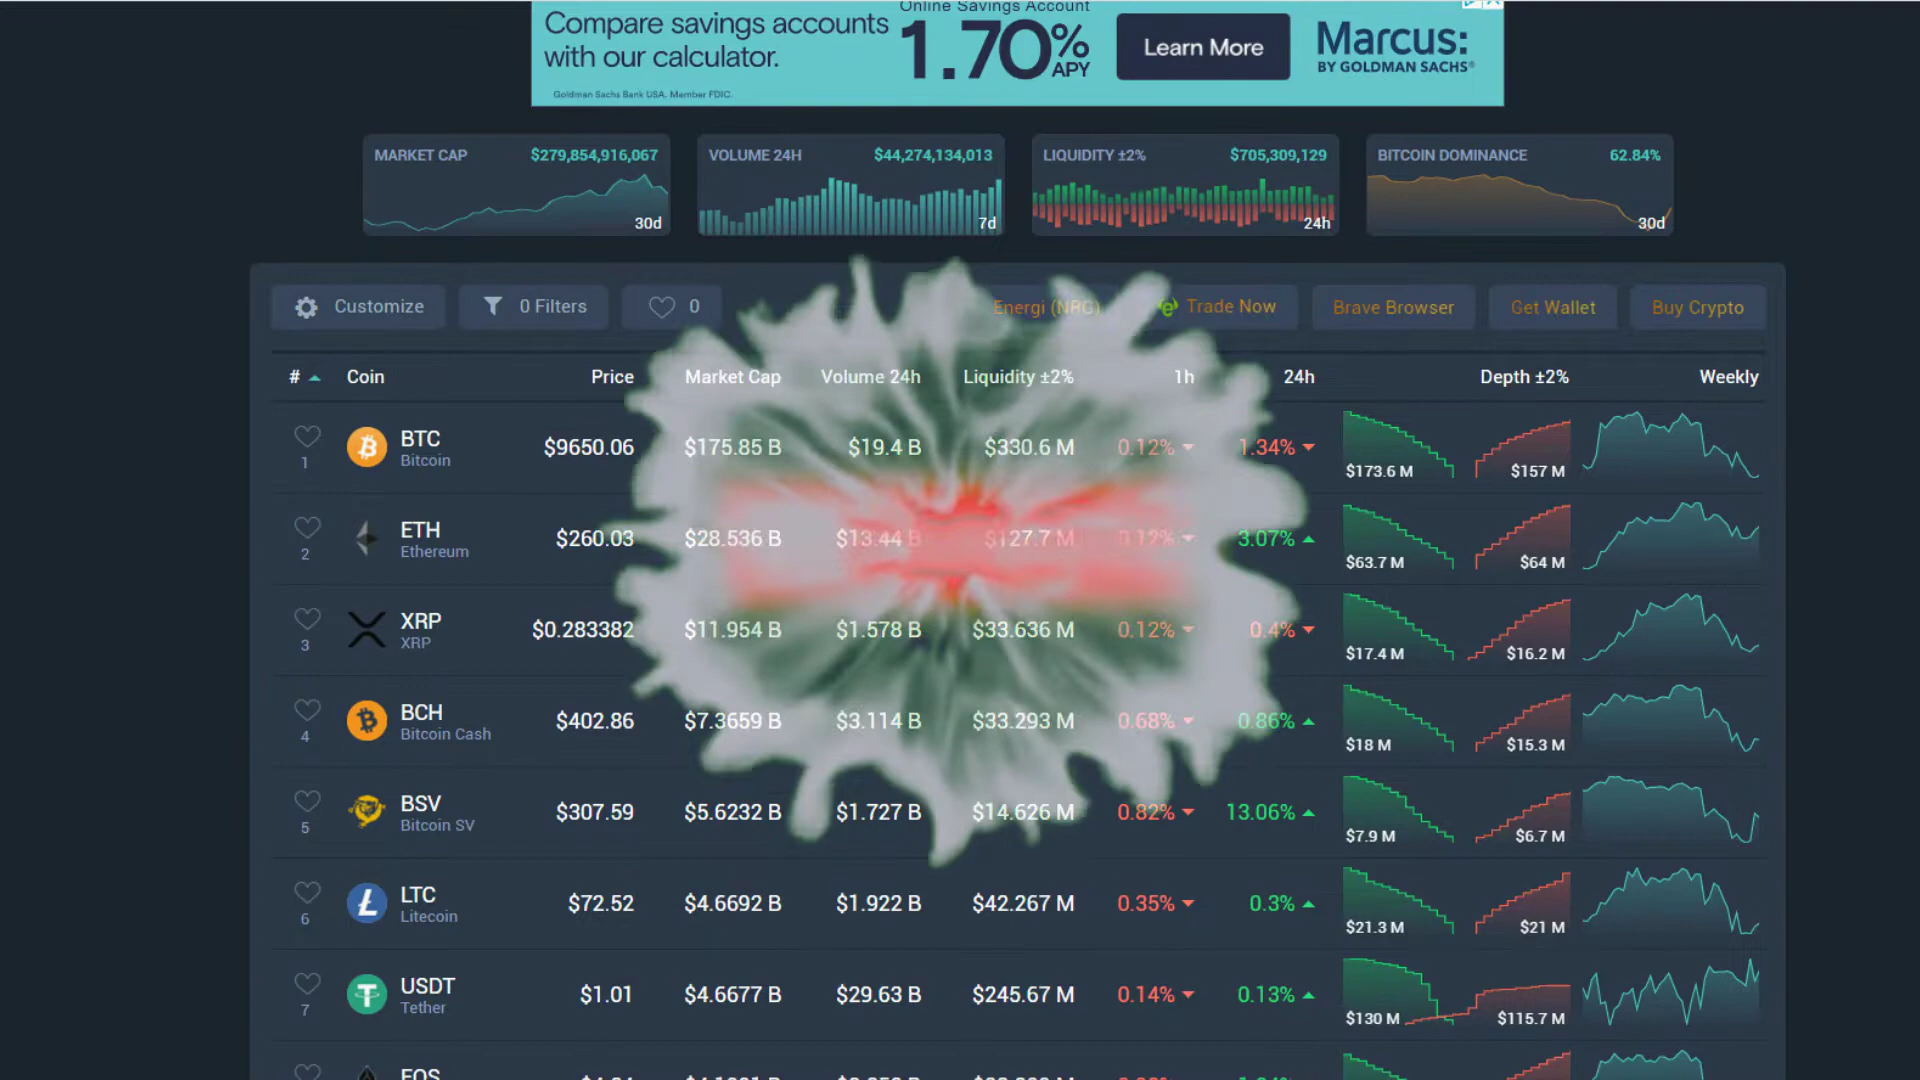 Online Savings Account
Compare savings accounts
with our calculator.
1.70% APY
Learn More
Marcus:
BY GOLDMAN SACHS®
Goldman Sachs Bank USA. Member FDIC.
MARKET CAP $279,854,916,067
30d
VOLUME 24H $44,274,134,013
7d
LIQUIDITY ±2% $705,309,129
24h
BITCOIN DOMINANCE 62.84%
30d
Customize 0 Filters 0 Energi (NRG) Trade Now Brave Browser Get Wallet Buy Crypto
# Coin Price Market Cap Volume 24h Liquidity ±2% 1h 24h Depth ±2% Weekly
1 BTC Bitcoin $9650.06 $175.85 B $19.4 B $330.6 M 0.12% 1.34% $173.6 M $157 M
2 ETH Ethereum $260.03 $28.536 B $13.44 B $127.7 M 0.12% 3.07% $63.7 M $64 M
3 XRP XRP $0.283382 $11.954 B $1.578 B $33.636 M 0.12% 0.4% $17.4 M $16.2 M
4 BCH Bitcoin Cash $402.86 $7.3659 B $3.114 B $33.293 M 0.68% 0.86% $18 M $15.3 M
5 BSV Bitcoin SV $307.59 $5.6232 B $1.727 B $14.626 M 0.82% 13.06% $7.9 M $6.7 M
6 LTC Litecoin $72.52 $4.6692 B $1.922 B $42.267 M 0.35% 0.3% $21.3 M $21 M
7 USDT Tether $1.01 $4.6677 B $29.63 B $245.67 M 0.14% 0.13% $130 M $115.7 M
EOS